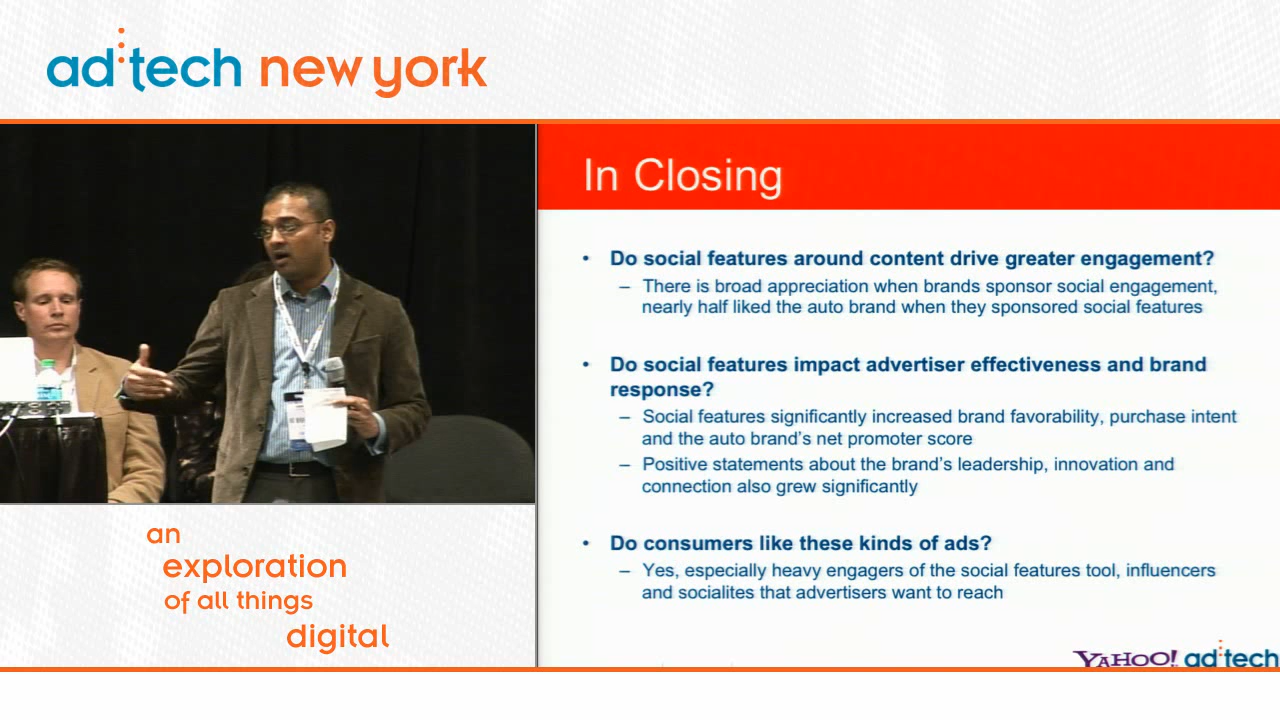 ad:tech new york
In Closing
• Do social features around content drive greater engagement?
– There is broad appreciation when brands sponsor social engagement,
nearly half liked the auto brand when they sponsored social features
• Do social features impact advertiser effectiveness and brand
response?
– Social features significantly increased brand favorability, purchase intent
and the auto brand's net promoter score
– Positive statements about the brand's leadership, innovation and
connection also grew significantly
• Do consumers like these kinds of ads?
– Yes, especially heavy engagers of the social features tool, influencers
and socialites that advertisers want to reach
YAHOO! ad:tech
an
exploration
of all things
digital